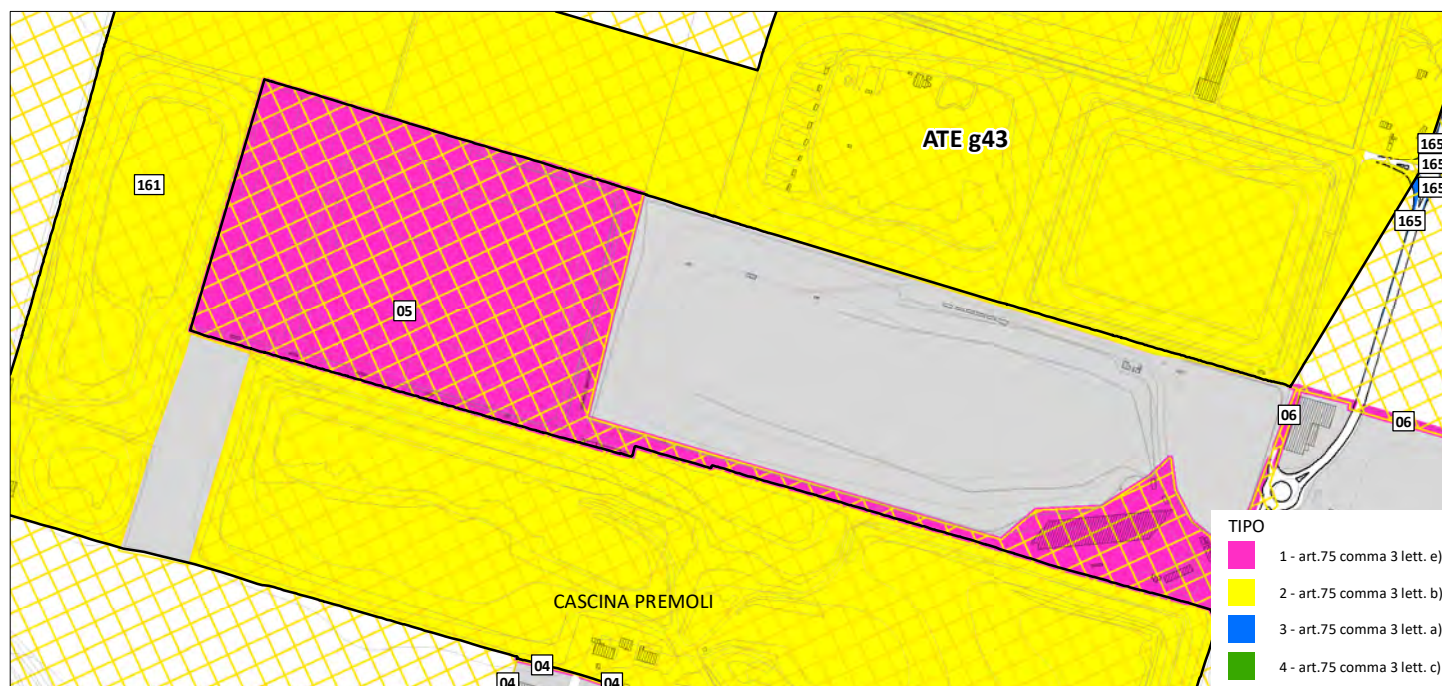 ATE g43
165
165
161
165
165
05
06
06
TIPO
1 - art.75 comma 3 lett. e)
2 - art.75 comma 3 lett. b)
CASCINA PREMOLI
3 - art.75 comma 3 lett. a)
04
4 - art.75 comma 3 lett. c)
04
04